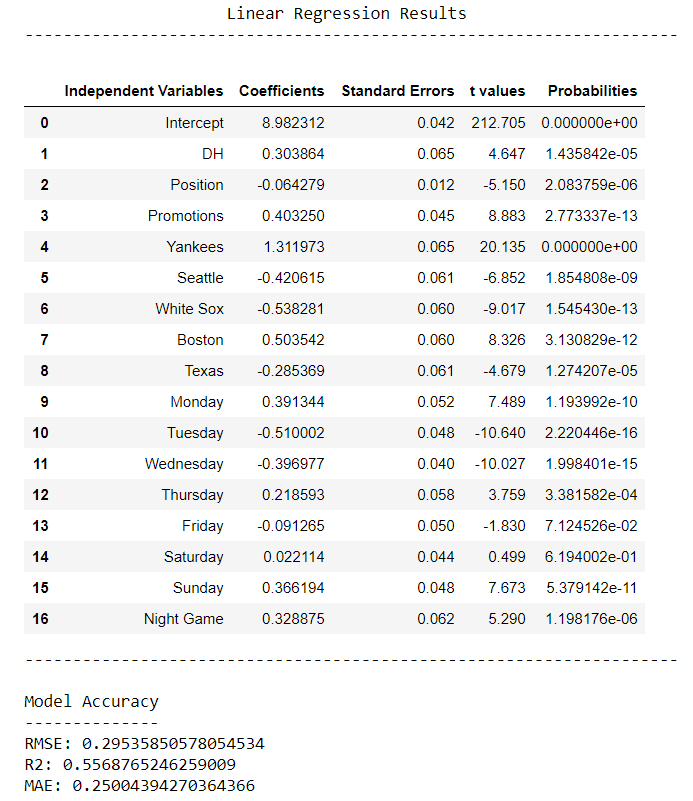 Linear Regression Results
--------------------------------------------------------------------
Independent Variables Coefficients Standard Errors t values Probabilities
0 Intercept 8.982312 0.042 212.705 0.000000e+00
1 DH 0.303864 0.065 4.647 1.435842e-05
2 Position -0.064279 0.012 -5.150 2.083759e-06
3 Promotions 0.403250 0.045 8.883 2.773337e-13
4 Yankees 1.311973 0.065 20.135 0.000000e+00
5 Seattle -0.420615 0.061 -6.852 1.854808e-09
6 White Sox -0.538281 0.060 -9.017 1.545430e-13
7 Boston 0.503542 0.060 8.326 3.130829e-12
8 Texas -0.285369 0.061 -4.679 1.274207e-05
9 Monday 0.391344 0.052 7.489 1.193992e-10
10 Tuesday -0.510002 0.048 -10.640 2.220446e-16
11 Wednesday -0.396977 0.040 -10.027 1.998401e-15
12 Thursday 0.218593 0.058 3.759 3.381582e-04
13 Friday -0.091265 0.050 -1.830 7.124526e-02
14 Saturday 0.022114 0.044 0.499 6.194002e-01
15 Sunday 0.366194 0.048 7.673 5.379142e-11
16 Night Game 0.328875 0.062 5.290 1.198176e-06
--------------------------------------------------------------------
Model Accuracy
--------------
RMSE: 0.29535850578054534
R2: 0.5568765246259009
MAE: 0.25004394270364366